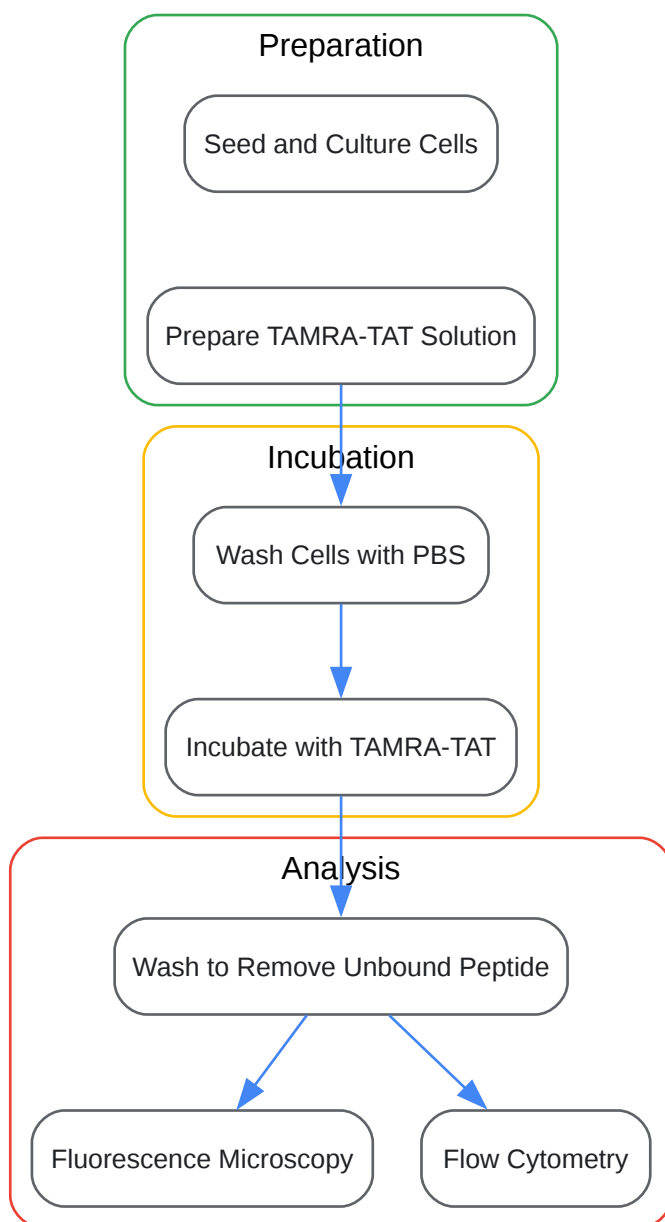 Preparation
Seed and Culture Cells
Prepare TAMRA-TAT Solution
Incubation
Wash Cells with PBS
Incubate with TAMRA-TAT
Analysis
Wash to Remove Unbound Peptide
Fluorescence Microscopy
Flow Cytometry